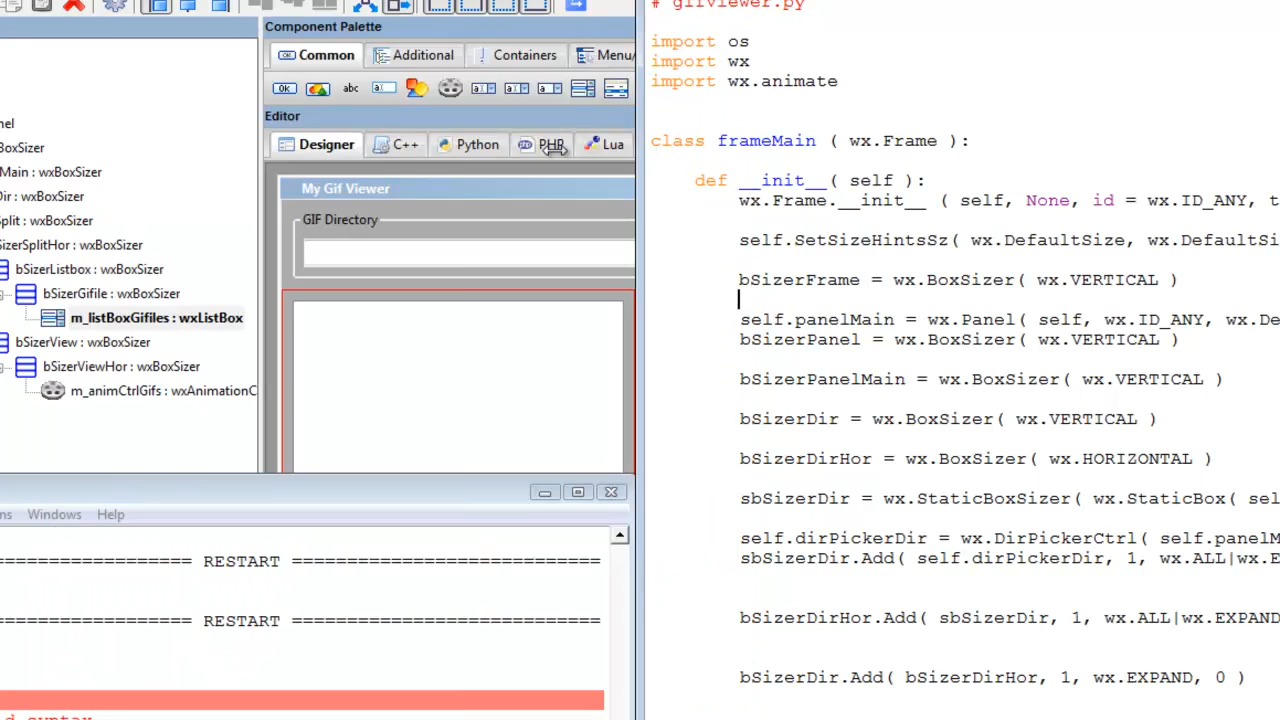 Component Palette
Common
Additional
Containers
Menu/
OK
abc
a
Editor
Designer
C++
Python
PHP
Lua
My Gif Viewer
GIF Directory
nel
BoxSizer
Main : wxBoxSizer
Dir : wxBoxSizer
Split : wxBoxSizer
SizerSplitHor : wxBoxSizer
bSizerListbox : wxBoxSizer
bSizerGifile : wxBoxSizer
m_listBoxGifiles : wxListBox
bSizerView : wxBoxSizer
bSizerViewHor : wxBoxSizer
m_animCtrlGifs : wxAnimationC
ns Windows Help
================= RESTART ============================
================= RESTART ============================
d syntax
# gifviewer.py
import os
import wx
import wx.animate
class frameMain ( wx.Frame ):
def __init__( self ):
wx.Frame.__init__ ( self, None, id = wx.ID_ANY, t
self.SetSizeHintsSz( wx.DefaultSize, wx.DefaultSi
bSizerFrame = wx.BoxSizer( wx.VERTICAL )
self.panelMain = wx.Panel( self, wx.ID_ANY, wx.De
bSizerPanel = wx.BoxSizer( wx.VERTICAL )
bSizerPanelMain = wx.BoxSizer( wx.VERTICAL )
bSizerDir = wx.BoxSizer( wx.VERTICAL )
bSizerDirHor = wx.BoxSizer( wx.HORIZONTAL )
sbSizerDir = wx.StaticBoxSizer( wx.StaticBox( sel
self.dirPickerDir = wx.DirPickerCtrl( self.panelM
sbSizerDir.Add( self.dirPickerDir, 1, wx.ALL|wx.E
bSizerDirHor.Add( sbSizerDir, 1, wx.ALL|wx.EXPAND
bSizerDir.Add( bSizerDirHor, 1, wx.EXPAND, 0 )